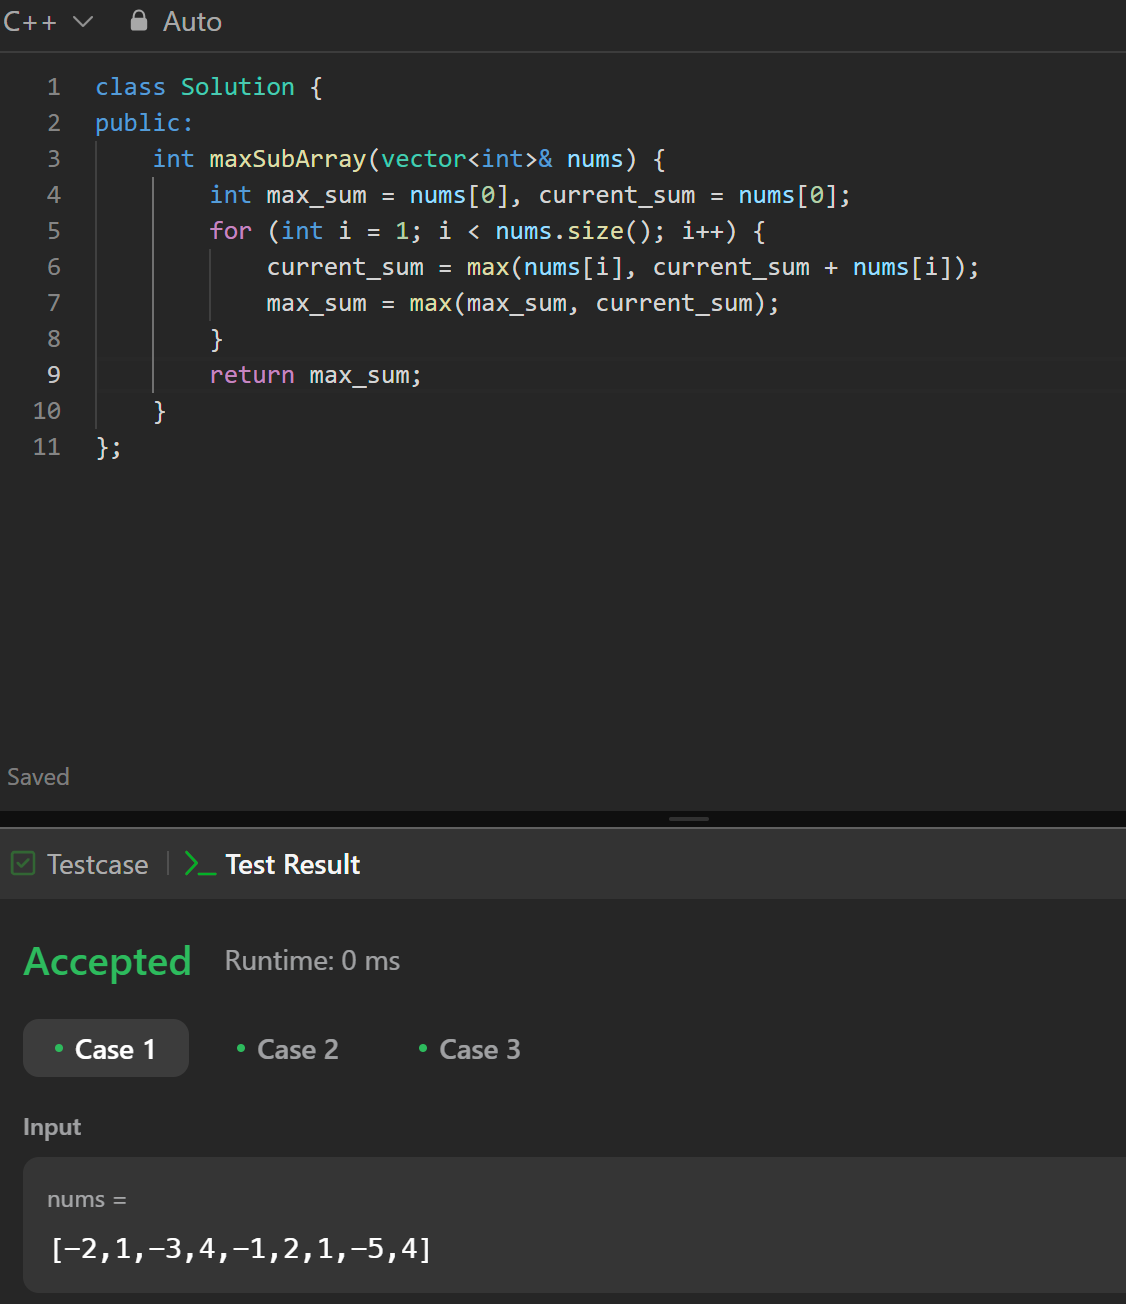 C++ Auto
1 class Solution {
2 public:
3     int maxSubArray(vector<int>& nums) {
4         int max_sum = nums[0], current_sum = nums[0];
5         for (int i = 1; i < nums.size(); i++) {
6             current_sum = max(nums[i], current_sum + nums[i]);
7             max_sum = max(max_sum, current_sum);
8         }
9         return max_sum;
10     }
11 };
Saved
Testcase | >_ Test Result
Accepted Runtime: 0 ms
• Case 1 • Case 2 • Case 3
Input
nums =
[-2,1,-3,4,-1,2,1,-5,4]